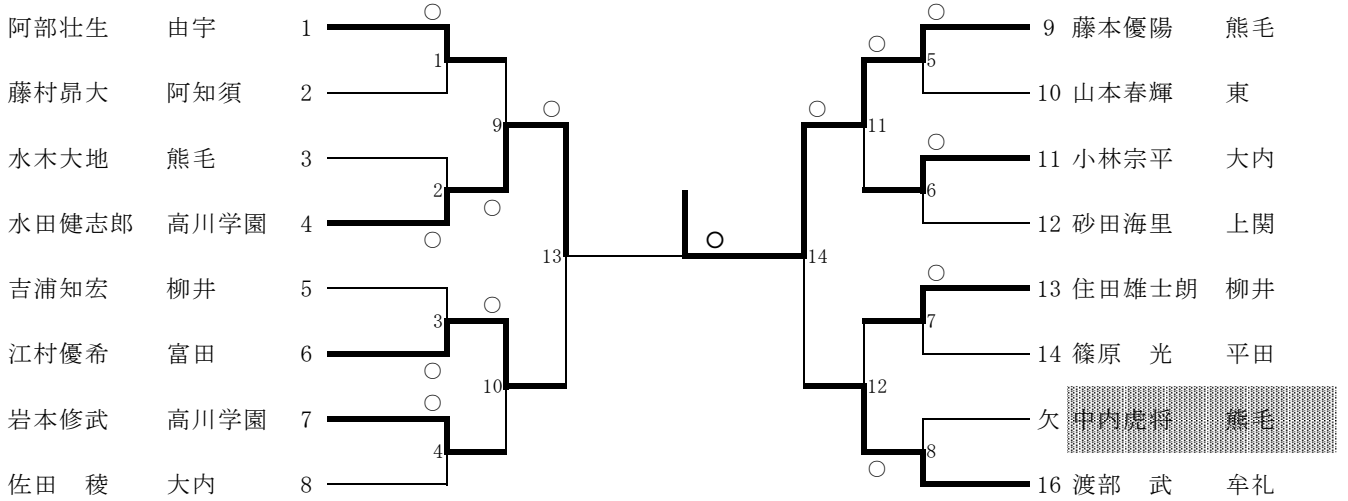 阿部壮生 由宇 1
藤村昴大 阿知須 2
水木大地 熊毛 3
水田健志郎 高川学園 4
吉浦知宏 柳井 5
江村優希 富田 6
岩本修武 高川学園 7
佐田 稜 大内 8
1
2
3
4
9
10
13
14
11
12
5
6
7
8
9 藤本優陽 熊毛
10 山本春輝 東
11 小林宗平 大内
12 砂田海里 上関
13 住田雄士朗 柳井
14 篠原 光 平田
欠 中内虎将 熊毛
16 渡部 武 牟礼